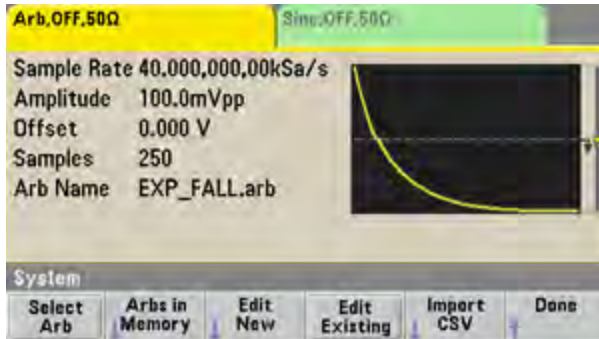 Arb,OFF,50Ω
Sine,OFF,50Ω
Sample Rate 40.000,000,00kSa/s
Amplitude 100.0mVpp
Offset 0.000 V
Samples 250
Arb Name EXP_FALL.arb
System
Select Arb
Arbs in Memory
Edit New
Edit Existing
Import CSV
Done